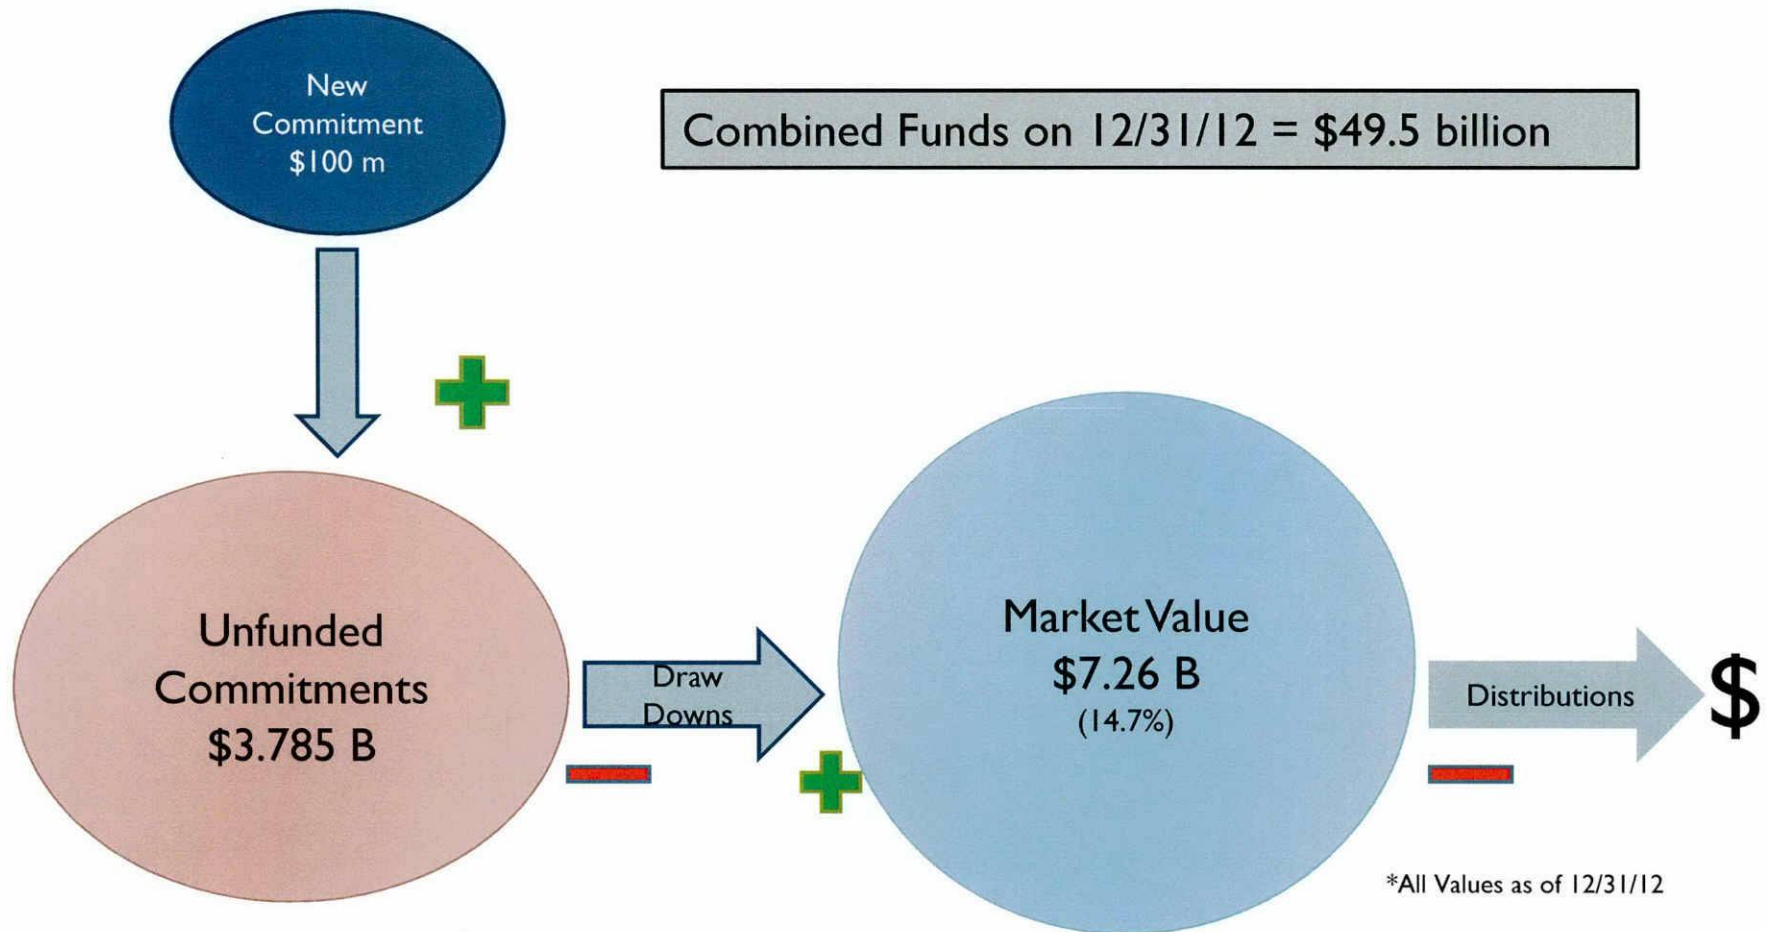 New
Commitment
$100 m
Combined Funds on 12/31/12 = $49.5 billion
Unfunded
Commitments
$3.785 B
Draw
Downs
Market Value
$7.26 B
(14.7%)
Distributions
$
*All Values as of 12/31/12